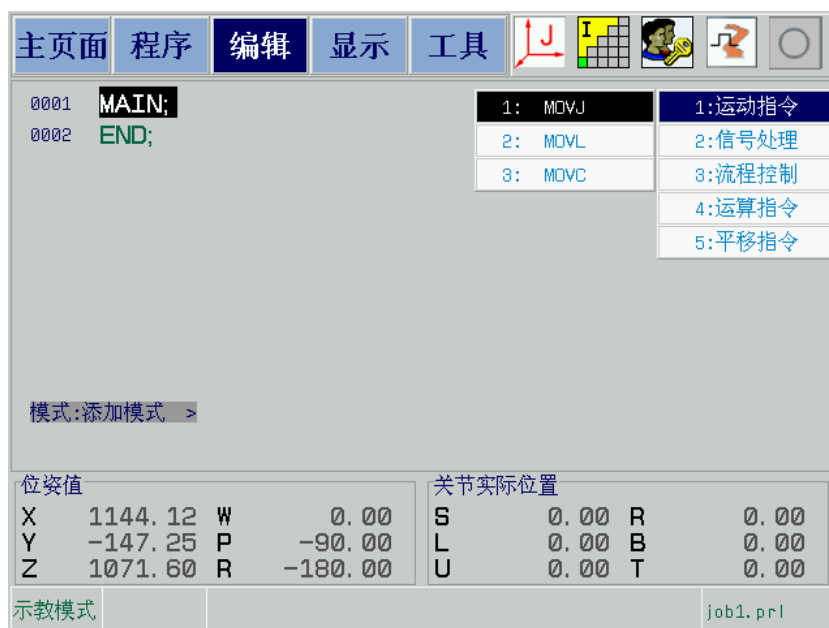 主页面 程序 编辑 显示 工具 J I
0001 MAIN; 1: MOVJ 1:运动指令
0002 END; 2: MOVL 2:信号处理
3: MOVC 3:流程控制
4:运算指令
5:平移指令
模式:添加模式 >
位姿值 关节实际位置
X 1144.12 W 0.00 S 0.00 R 0.00
Y -147.25 P -90.00 L 0.00 B 0.00
Z 1071.60 R -180.00 U 0.00 T 0.00
示教模式 job1.prl